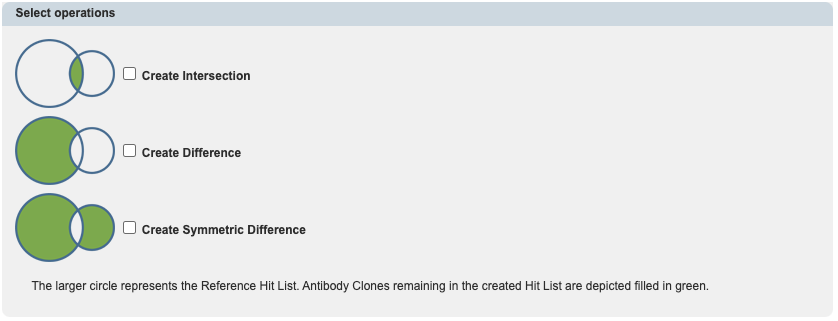 Select operations
Create Intersection
Create Difference
Create Symmetric Difference
The larger circle represents the Reference Hit List. Antibody Clones remaining in the created Hit List are depicted filled in green.